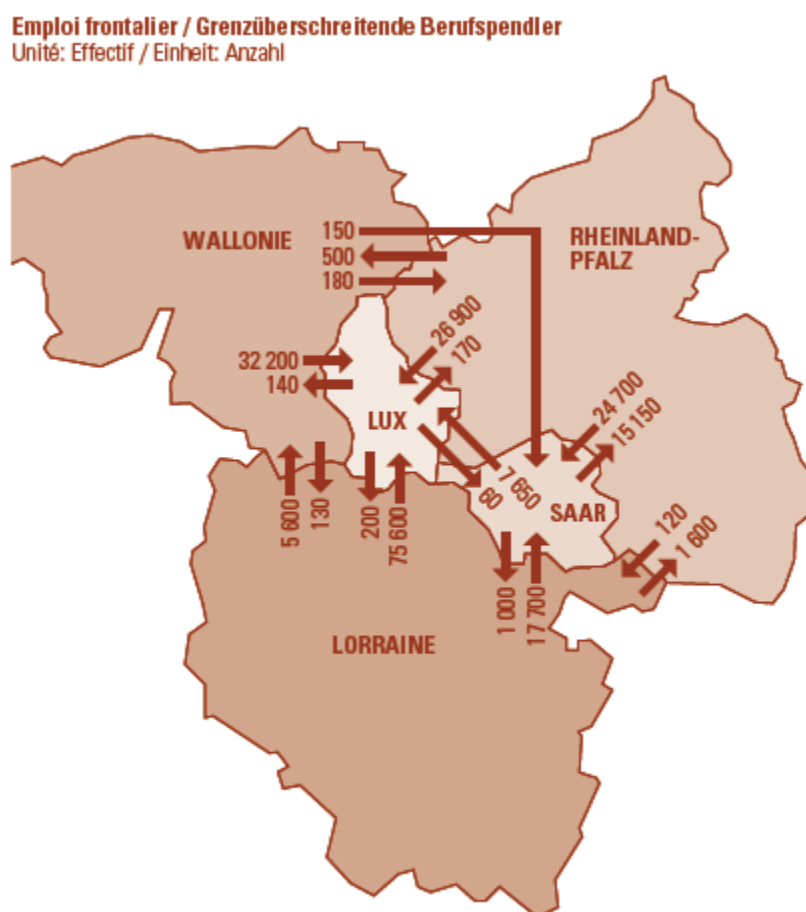 Emploi frontalier / Grenzüberschreitende Berufspendler
Unité: Effectif / Einheit: Anzahl
WALLONIE
150
500
180
RHEINLAND-
PFALZ
26 900
170
32 200
140
LUX
24 700
15 150
7 650
60
SAAR
5 600
130
200
75 600
120
1 600
1 000
17 700
LORRAINE